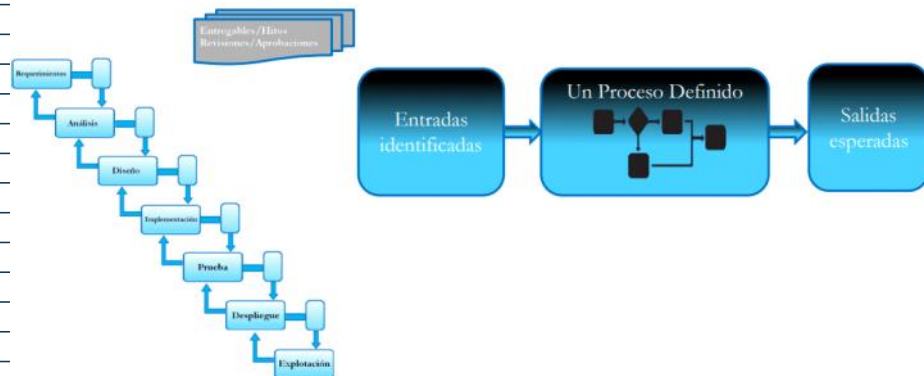 Entregables/Hitos
Revisiones/Aprobaciones
Requerimientos
Análisis
Diseño
Implementación
Prueba
Despliegue
Explotación
Entradas
identificadas
Un Proceso Definido
Salidas
esperadas